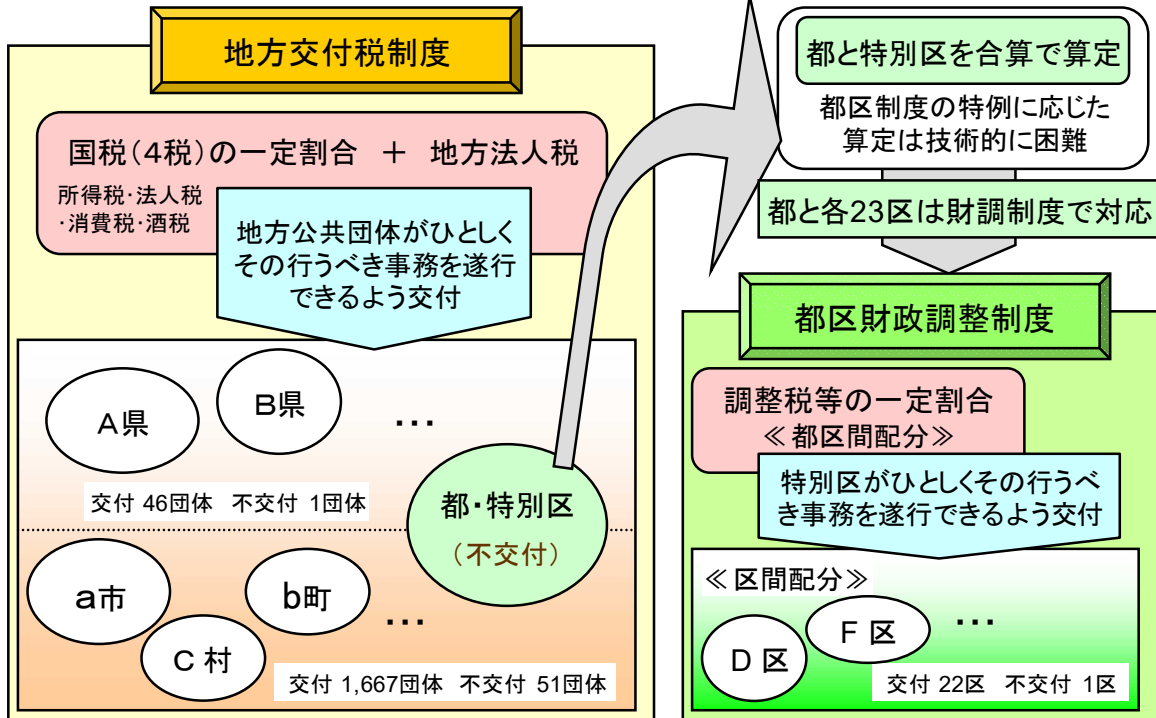 地方交付税制度
国税(4税)の一定割合 + 地方法人税
所得税・法人税
・消費税・酒税
地方公共団体がひとしく
その行うべき事務を遂行
できるよう交付
A県
B県
…
交付 46団体 不交付 1団体
都・特別区
(不交付)
a市
b町
…
C 村
交付 1,667団体 不交付 51団体
都と特別区を合算で算定
都区制度の特例に応じた
算定は技術的に困難
都と各23区は財調制度で対応
都区財政調整制度
調整税等の一定割合
≪都区間配分≫
特別区がひとしくその行うべ
き事務を遂行できるよう交付
≪区間配分≫
D 区
F 区
…
交付 22区 不交付 1区